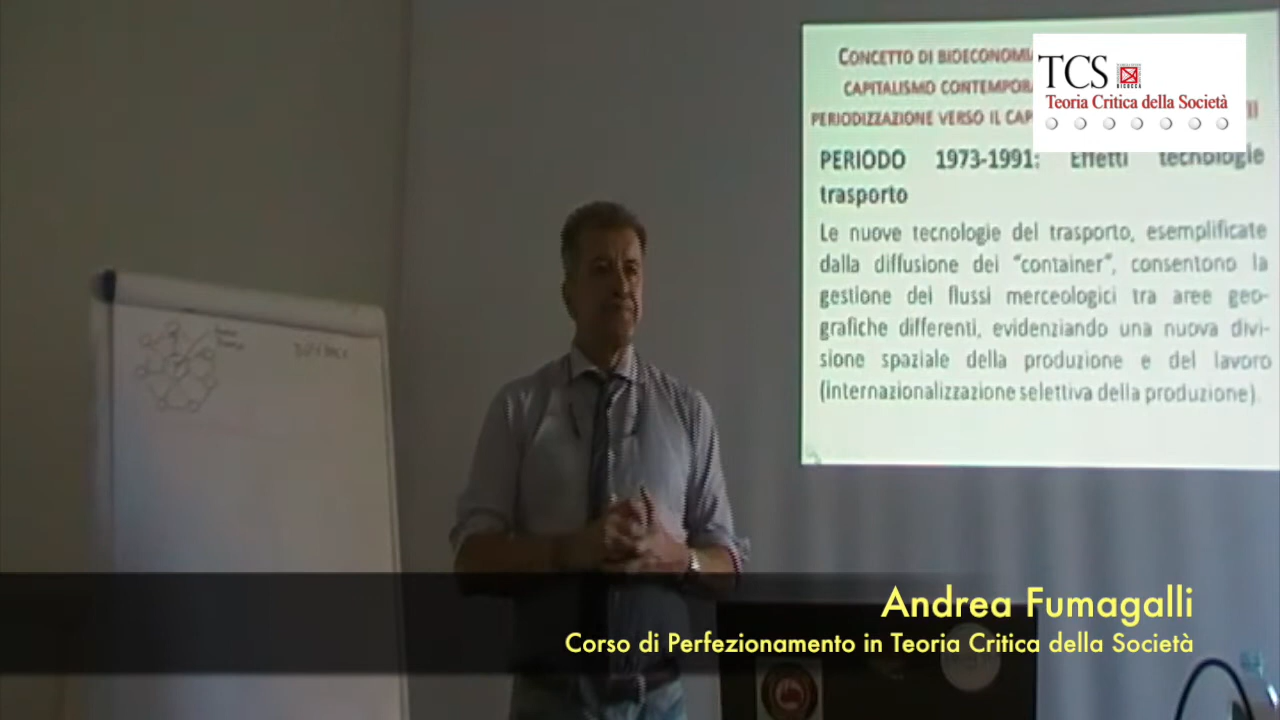 CONCETTO DI BIOECONOMIA
CAPITALISMO CONTEMPORA
PERIODIZZAZIONE VERSO IL CAP
TCS
BICOCCA
Teoria Critica della Società
PERIODO 1973-1991: Effetti tecnologie
trasporto
Le nuove tecnologie del trasporto, esemplificate
dalla diffusione dei “container”, consentono la
gestione dei flussi merceologici tra aree geo-
grafiche differenti, evidenziando una nuova divi-
sione spaziale della produzione e del lavoro
(internazionalizzazione selettiva della produzione).
Andrea Fumagalli
Corso di Perfezionamento in Teoria Critica della Società